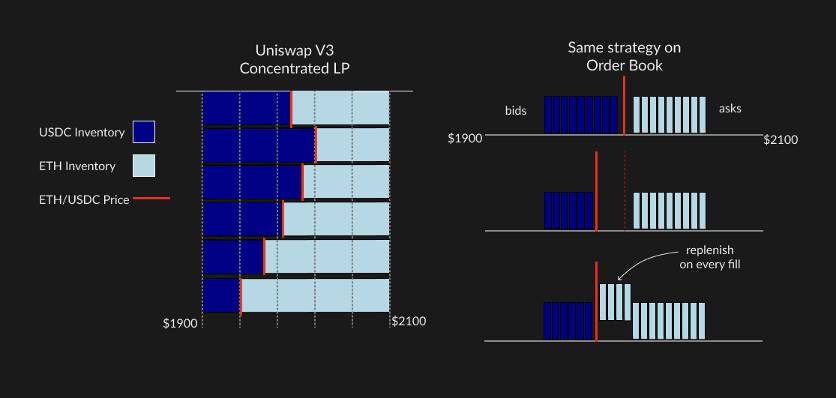 Uniswap V3
Concentrated LP
USDC Inventory
ETH Inventory
ETH/USDC Price
$1900
$2100
Same strategy on
Order Book
bids
asks
$1900
$2100
replenish
on every fill